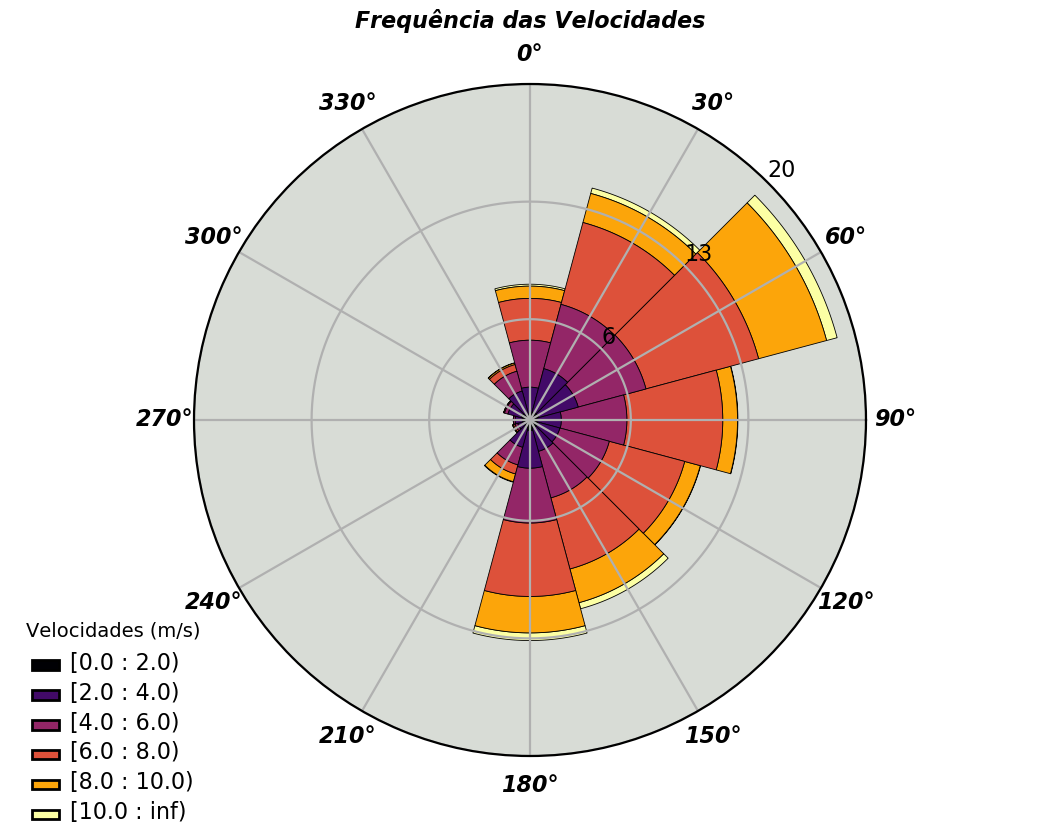 Frequência das Velocidades
0°
330°
30°
20
300°
60°
13
6
270°
90°
240°
120°
210°
150°
180°
Velocidades (m/s)
[0.0 : 2.0)
[2.0 : 4.0)
[4.0 : 6.0)
[6.0 : 8.0)
[8.0 : 10.0)
[10.0 : inf)